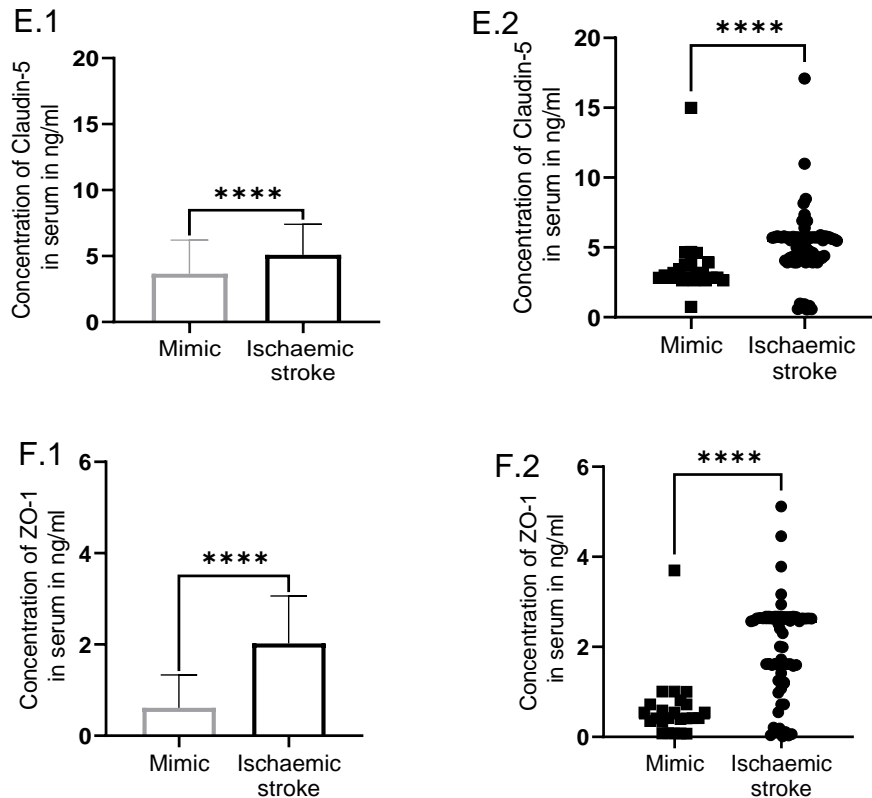 E.1
Concentration of Claudin-5
in serum in ng/ml
20
15
10
5
0
****
Mimic
Ischaemic
stroke
E.2
Concentration of Claudin-5
in serum in ng/ml
20
15
10
5
0
****
Mimic
Ischaemic
stroke
F.1
Concentration of ZO-1
in serum in ng/ml
6
4
2
0
****
Mimic
Ischaemic
stroke
F.2
Concentration of ZO-1
in serum in ng/ml
6
4
2
0
****
Mimic
Ischaemic
stroke